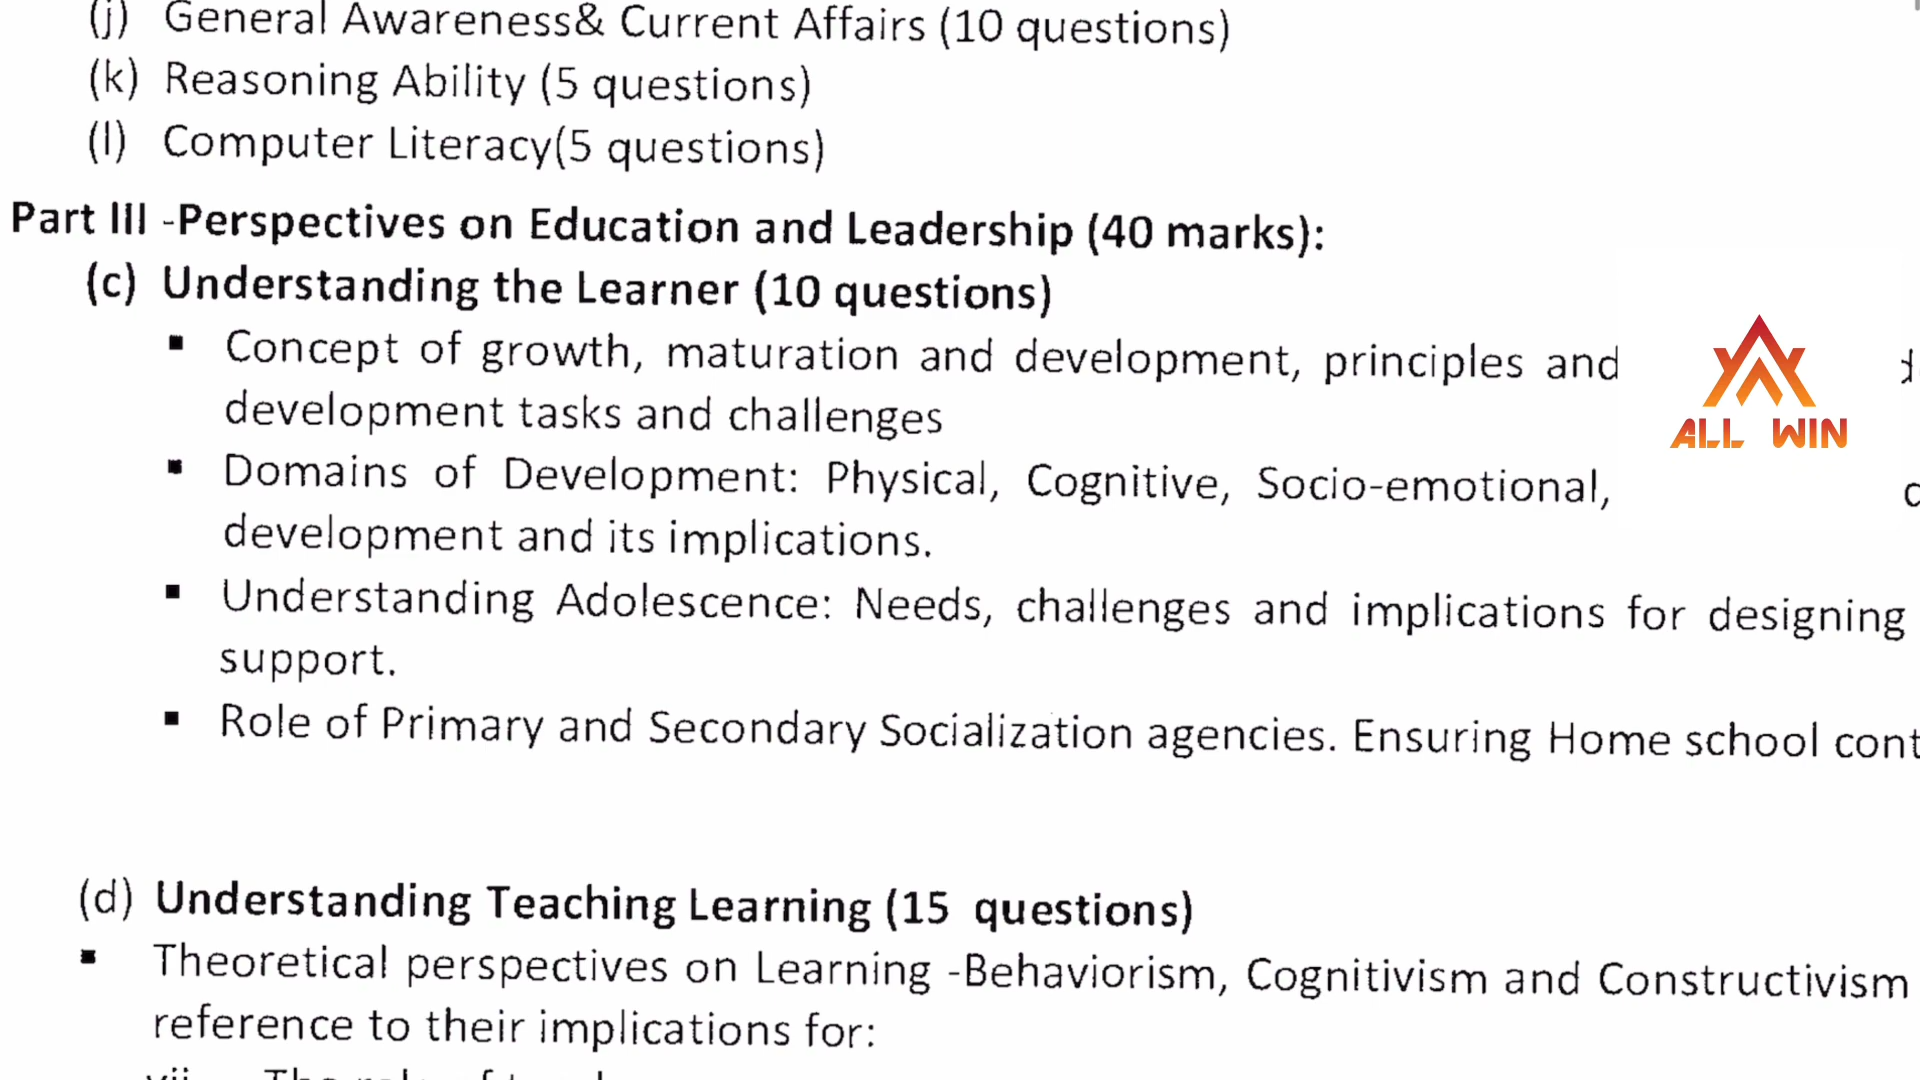 (j) General Awareness& Current Affairs (10 questions)
(k) Reasoning Ability (5 questions)
(l) Computer Literacy(5 questions)
Part III -Perspectives on Education and Leadership (40 marks):
(c) Understanding the Learner (10 questions)
▪ Concept of growth, maturation and development, principles and
development tasks and challenges
ALL WIN
▪ Domains of Development: Physical, Cognitive, Socio-emotional,
development and its implications.
▪ Understanding Adolescence: Needs, challenges and implications for designing
support.
▪ Role of Primary and Secondary Socialization agencies. Ensuring Home school cont
(d) Understanding Teaching Learning (15 questions)
▪ Theoretical perspectives on Learning -Behaviorism, Cognitivism and Constructivism
reference to their implications for: